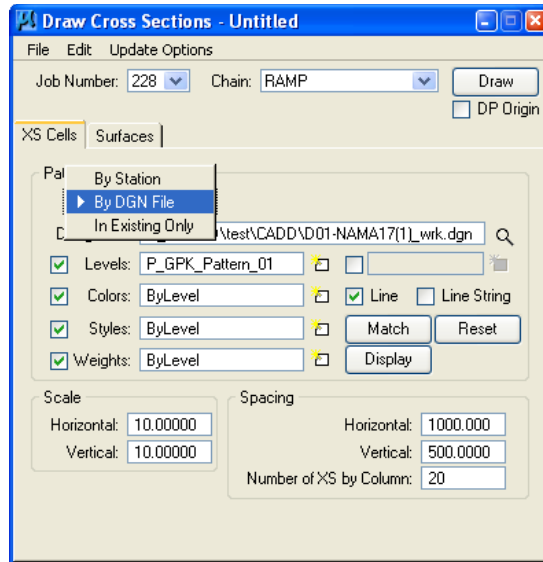 Draw Cross Sections - Untitled
File Edit Update Options
Job Number: 228 Chain: RAMP Draw
DP Origin
XS Cells Surfaces
By Station
By DGN File
In Existing Only
\test\CADD\D01-NAMA17(1)_wrk.dgn
Levels: P_GPK_Pattern_01
Colors: ByLevel Line Line String
Styles: ByLevel Match Reset
Weights: ByLevel Display
Scale Spacing
Horizontal: 10.00000 Horizontal: 1000.000
Vertical: 10.00000 Vertical: 500.0000
Number of XS by Column: 20